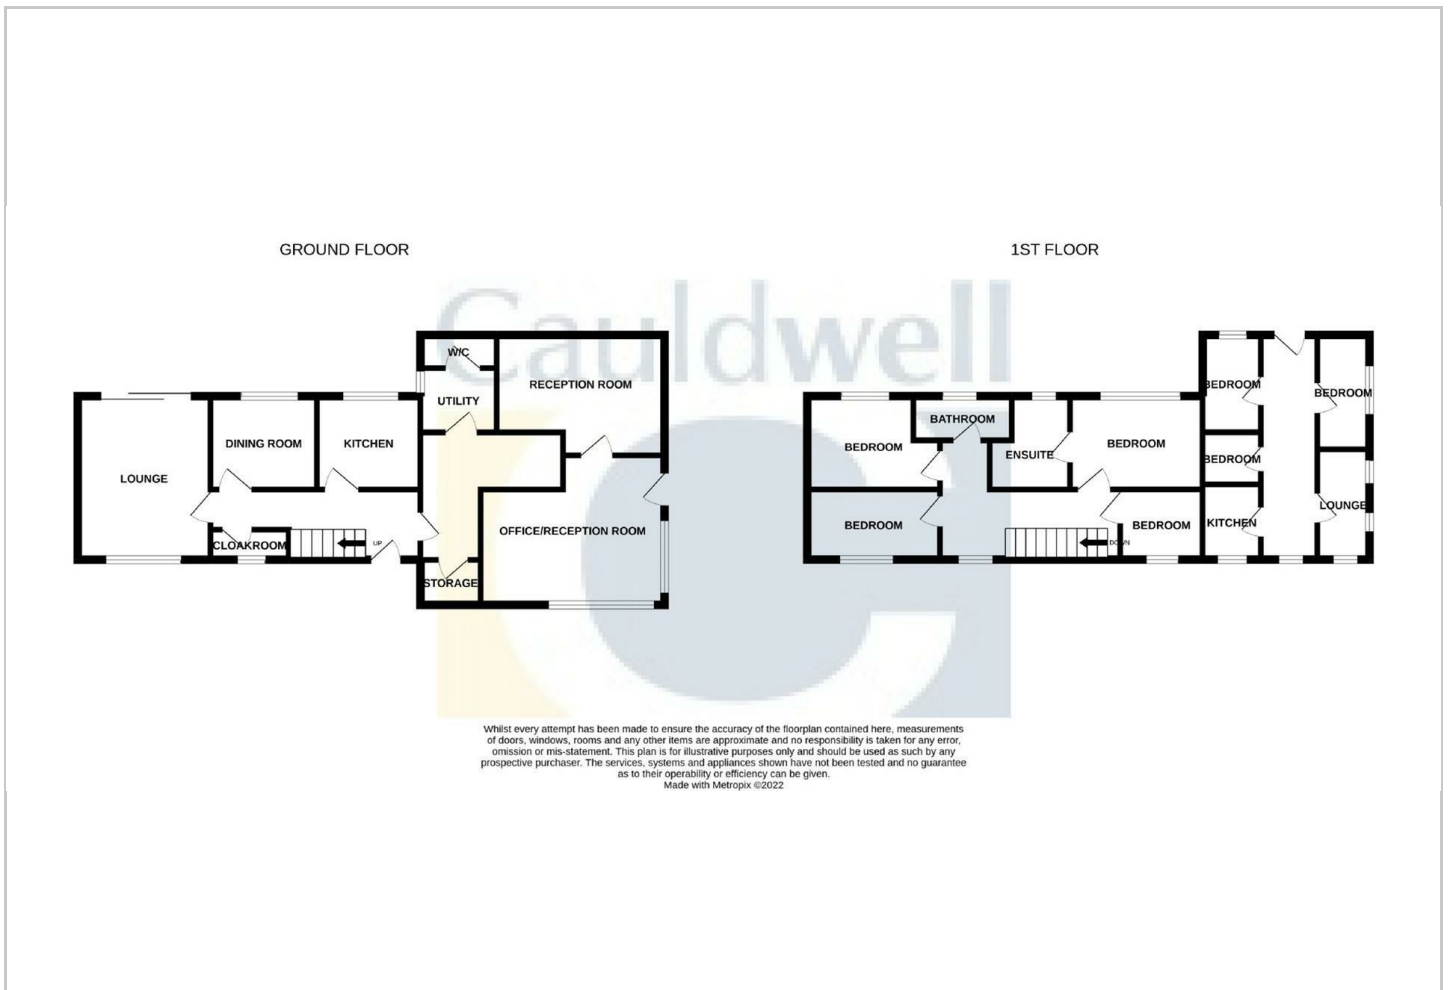 GROUND FLOOR
1ST FLOOR
Cauldwell
W/C
RECEPTION ROOM
UTILITY
DINING ROOM
KITCHEN
LOUNGE
OFFICE/RECEPTION ROOM
CLOAKROOM
UP
STORAGE
BEDROOM
BEDROOM
BATHROOM
BEDROOM
BEDROOM
ENSUITE
BEDROOM
LOUNGE
BEDROOM
BEDROOM
KITCHEN
DOWN
Whilst every attempt has been made to ensure the accuracy of the floorplan contained here, measurements
of doors, windows, rooms and any other items are approximate and no responsibility is taken for any error,
omission or mis-statement. This plan is for illustrative purposes only and should be used as such by any
prospective purchaser. The services, systems and appliances shown have not been tested and no guarantee
as to their operability or efficiency can be given.
Made with Metropix ©2022